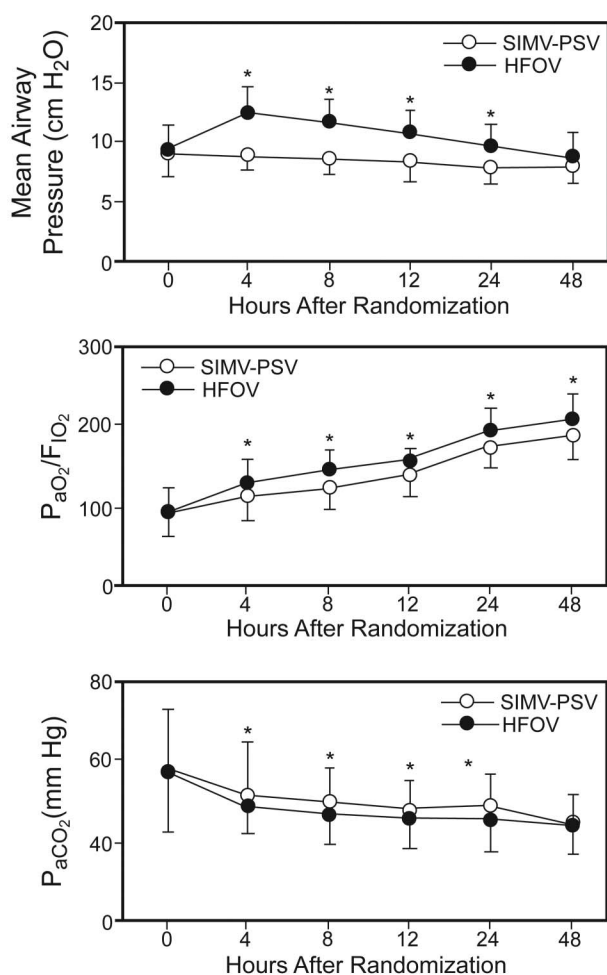 20
15
10
5
0
Mean Airway
Pressure (cm H2O)
SIMV-PSV
HFOV
* * * *
0 4 8 12 24 48
Hours After Randomization
300
200
100
0
PaO2/FIO2
SIMV-PSV
HFOV
* * * * *
0 4 8 12 24 48
Hours After Randomization
80
60
40
0
PaCO2(mm Hg)
SIMV-PSV
HFOV
* * * *
0 4 8 12 24 48
Hours After Randomization